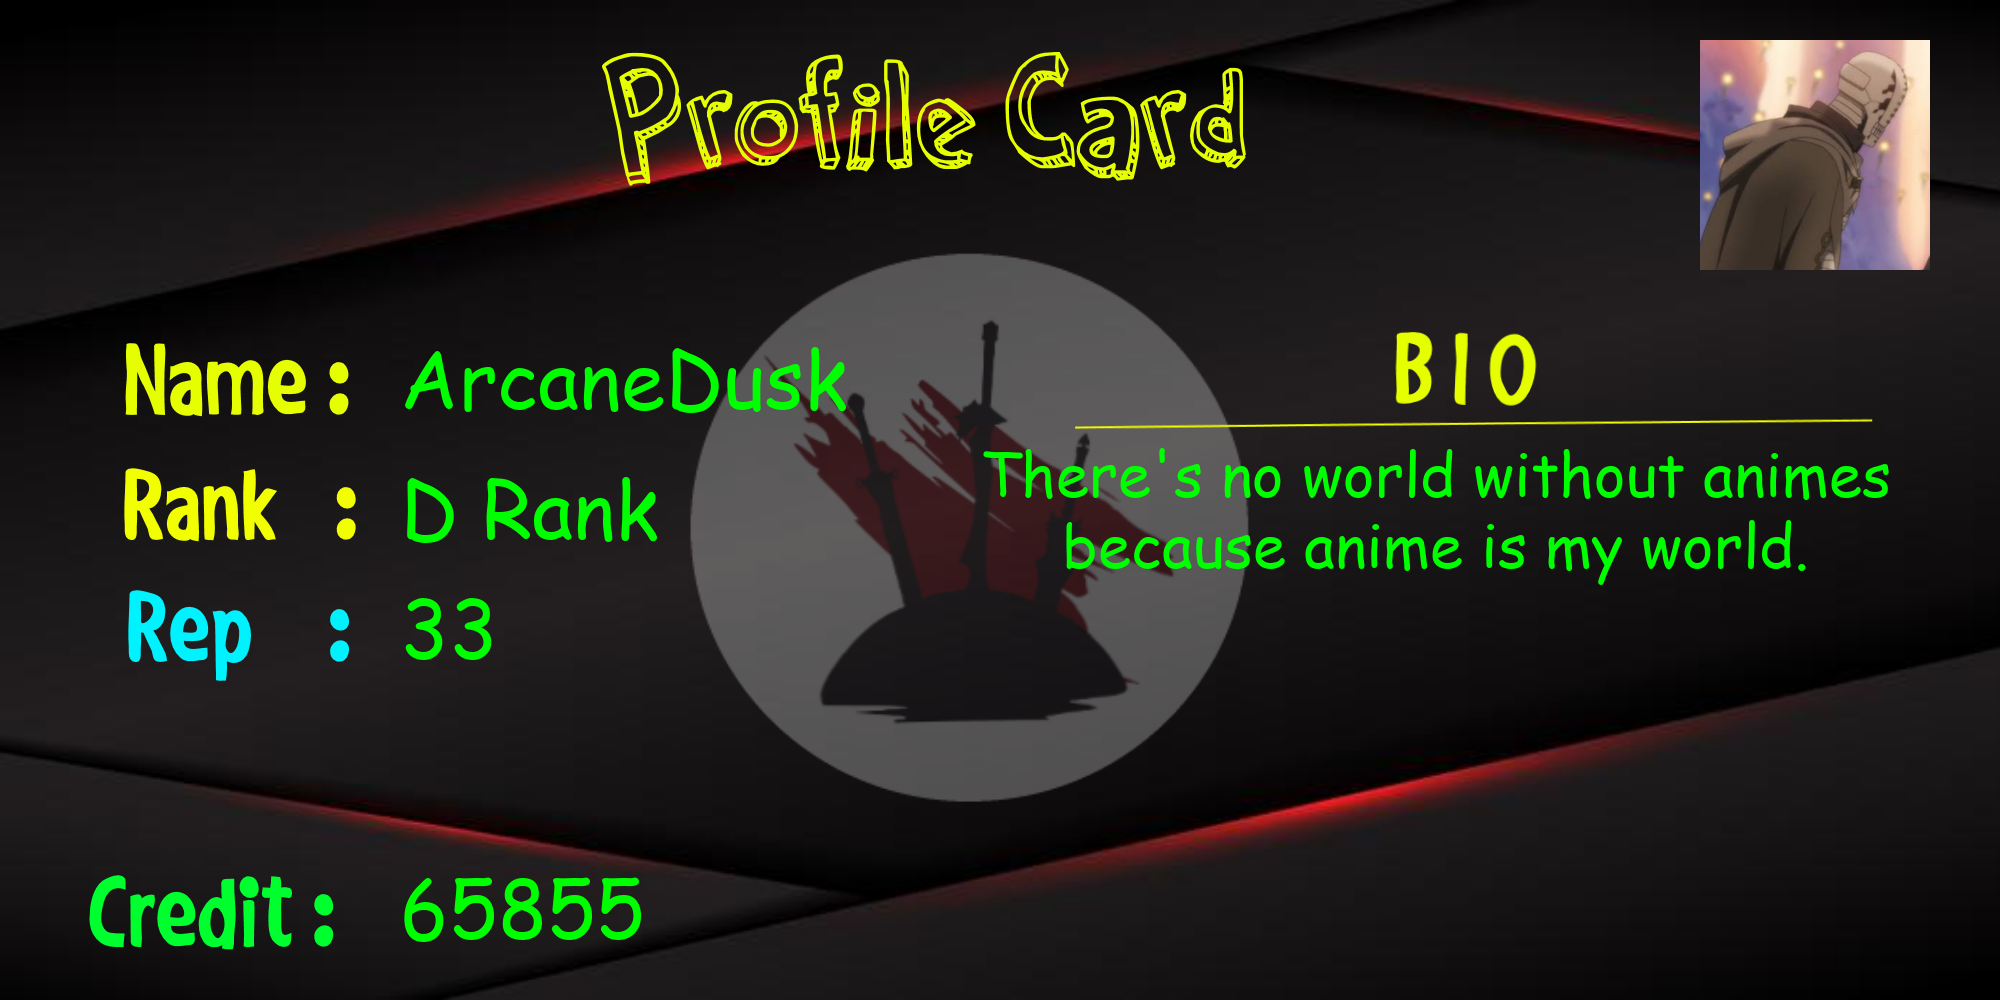 Profile Card
Name : ArcaneDusk
Rank : D Rank
Rep : 33
Credit : 65855
BIO
There's no world without animes
because anime is my world.